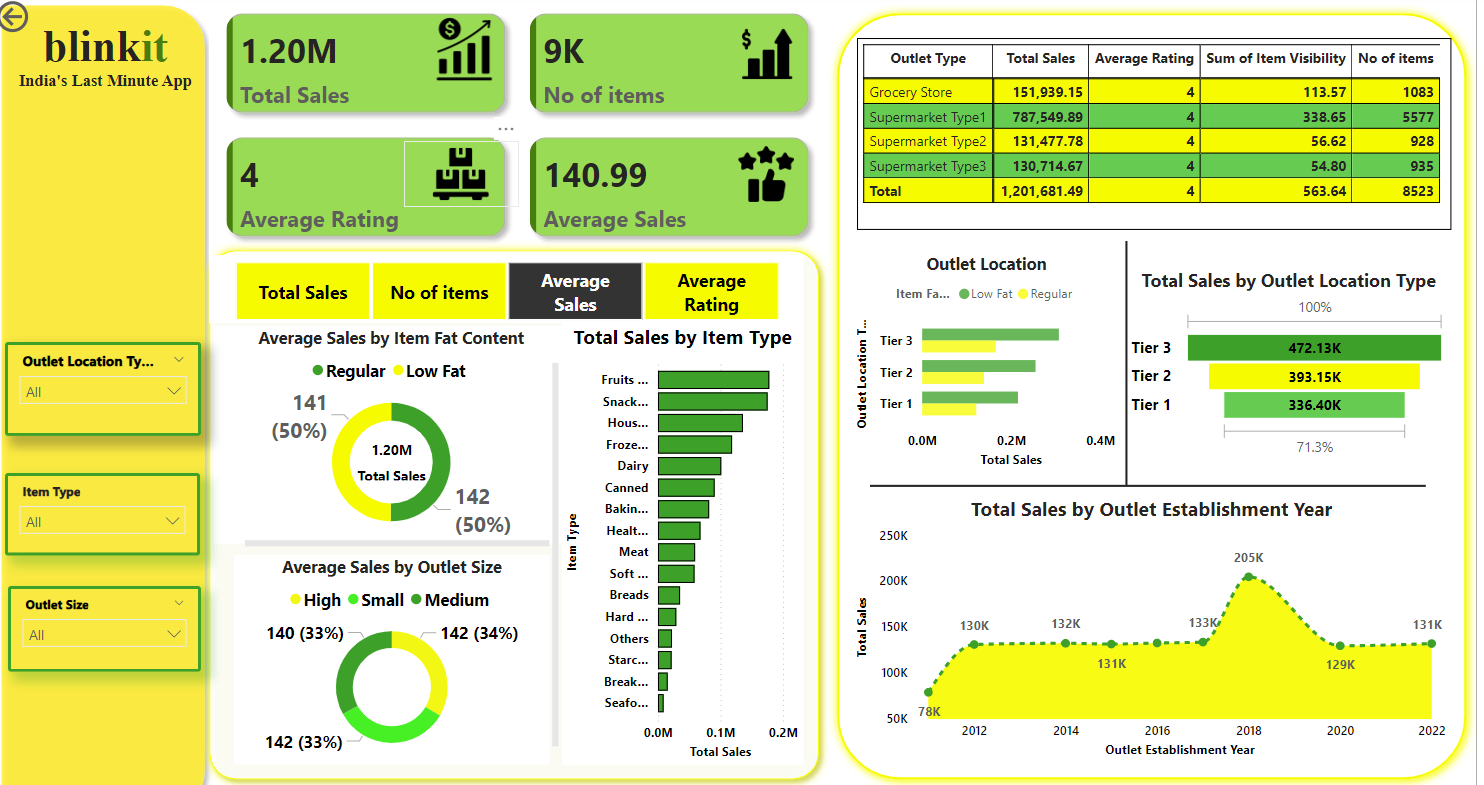 blinkit
India's Last Minute App
Outlet Location Ty...
All
Item Type
All
Outlet Size
All
1.20M
Total Sales
$
9K
No of items
$
...
4
Average Rating
140.99
Average Sales
Total Sales
No of items
Average
Sales
Average
Rating
Average Sales by Item Fat Content
Regular Low Fat
141
(50%)
1.20M
Total Sales
142
(50%)
Average Sales by Outlet Size
High Small Medium
140 (33%)
142 (34%)
142 (33%)
Total Sales by Item Type
Item Type
Fruits ...
Snack...
Hous...
Froze...
Dairy
Canned
Bakin...
Healt...
Meat
Soft ...
Breads
Hard ...
Others
Starc...
Break...
Seafo...
0.0M 0.1M 0.2M
Total Sales
Outlet Type Total Sales Average Rating Sum of Item Visibility No of items
Grocery Store 151,939.15 4 113.57 1083
Supermarket Type1 787,549.89 4 338.65 5577
Supermarket Type2 131,477.78 4 56.62 928
Supermarket Type3 130,714.67 4 54.80 935
Total 1,201,681.49 4 563.64 8523
Outlet Location
Item Fa... Low Fat Regular
Outlet Location T...
Tier 3
Tier 2
Tier 1
0.0M 0.2M 0.4M
Total Sales
Total Sales by Outlet Location Type
100%
Tier 3 472.13K
Tier 2 393.15K
Tier 1 336.40K
71.3%
Total Sales by Outlet Establishment Year
Total Sales
250K
200K
150K
100K
50K
78K
130K
132K
131K
133K
205K
129K
131K
2012 2014 2016 2018 2020 2022
Outlet Establishment Year